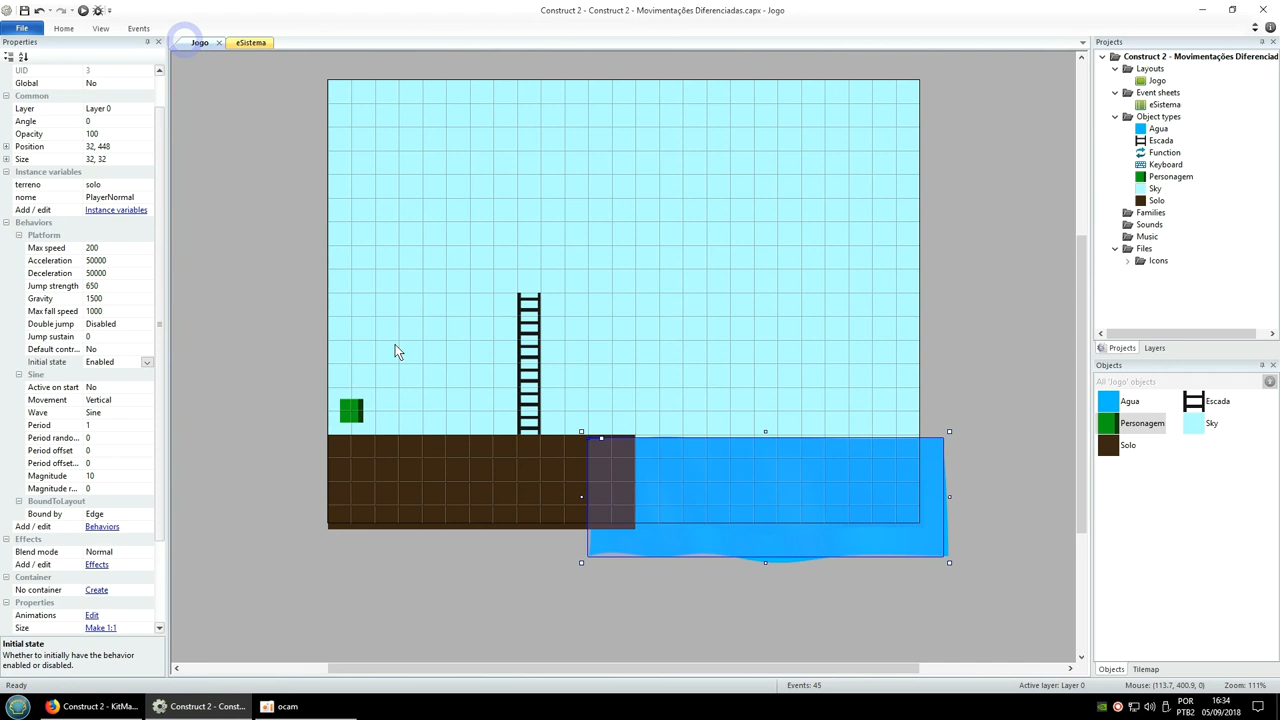 Construct 2 - Construct 2 - Movimentações Diferenciadas.capx - Jogo
File Home View Events
Properties
UID 3
Global No
Common
Layer Layer 0
Angle 0
Opacity 100
Position 32, 448
Size 32, 32
Instance variables
terreno solo
nome PlayerNormal
Add / edit Instance variables
Behaviors
Platform
Max speed 200
Acceleration 50000
Deceleration 50000
Jump strength 650
Gravity 1500
Max fall speed 1000
Double jump Disabled
Jump sustain 0
Default contr... No
Initial state Enabled
Sine
Active on start No
Movement Vertical
Wave Sine
Period 1
Period rando... 0
Period offset 0
Period offset... 0
Magnitude 10
Magnitude r... 0
BoundToLayout
Bound by Edge
Add / edit Behaviors
Effects
Blend mode Normal
Add / edit Effects
Container
No container Create
Properties
Animations Edit
Size Make 1:1
Initial state
Whether to initially have the behavior
enabled or disabled.
Jogo eSistema
Projects
Construct 2 - Movimentações Diferenciad
Layouts
Jogo
Event sheets
eSistema
Object types
Agua
Escada
Function
Keyboard
Personagem
Sky
Solo
Families
Sounds
Music
Files
Icons
Projects Layers
Objects
All 'Jogo' objects
Agua Escada
Personagem Sky
Solo
Objects Tilemap
Ready Events: 45 Active layer: Layer 0 Mouse: (113.7, 400.9, 0) Zoom: 111%
Construct 2 - KitMa... Construct 2 - Const... ocam
POR 16:34
PTB2 05/09/2018